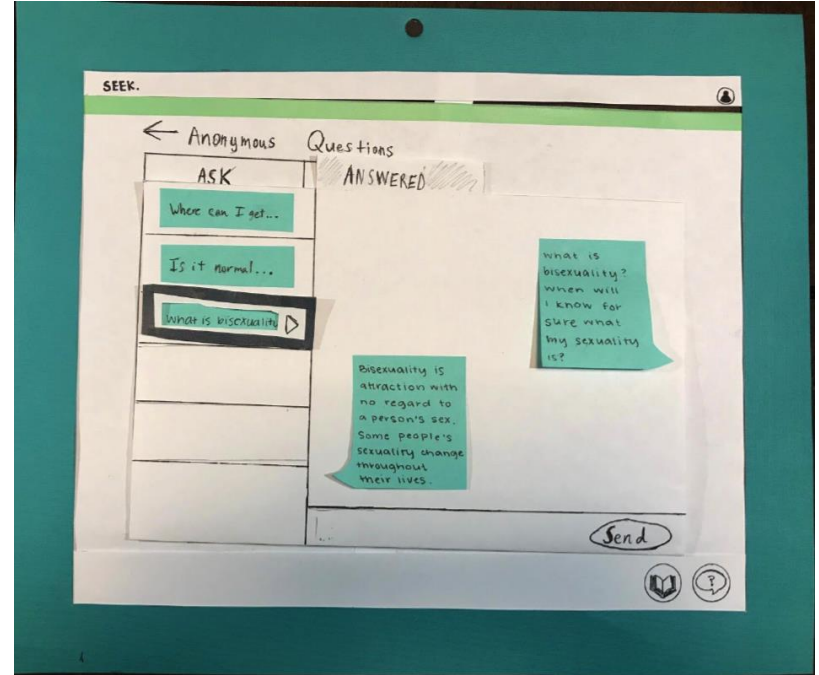 SEEK.
← Anonymous Questions
ASK
ANSWERED
Where can I get...
Is it normal...
What is bisexuality
what is
bisexuality?
when will
I know for
sure what
my sexuality
is?
Bisexuality is
attraction with
no regard to
a person's sex.
Some people's
sexuality change
throughout
their lives.
Send
?